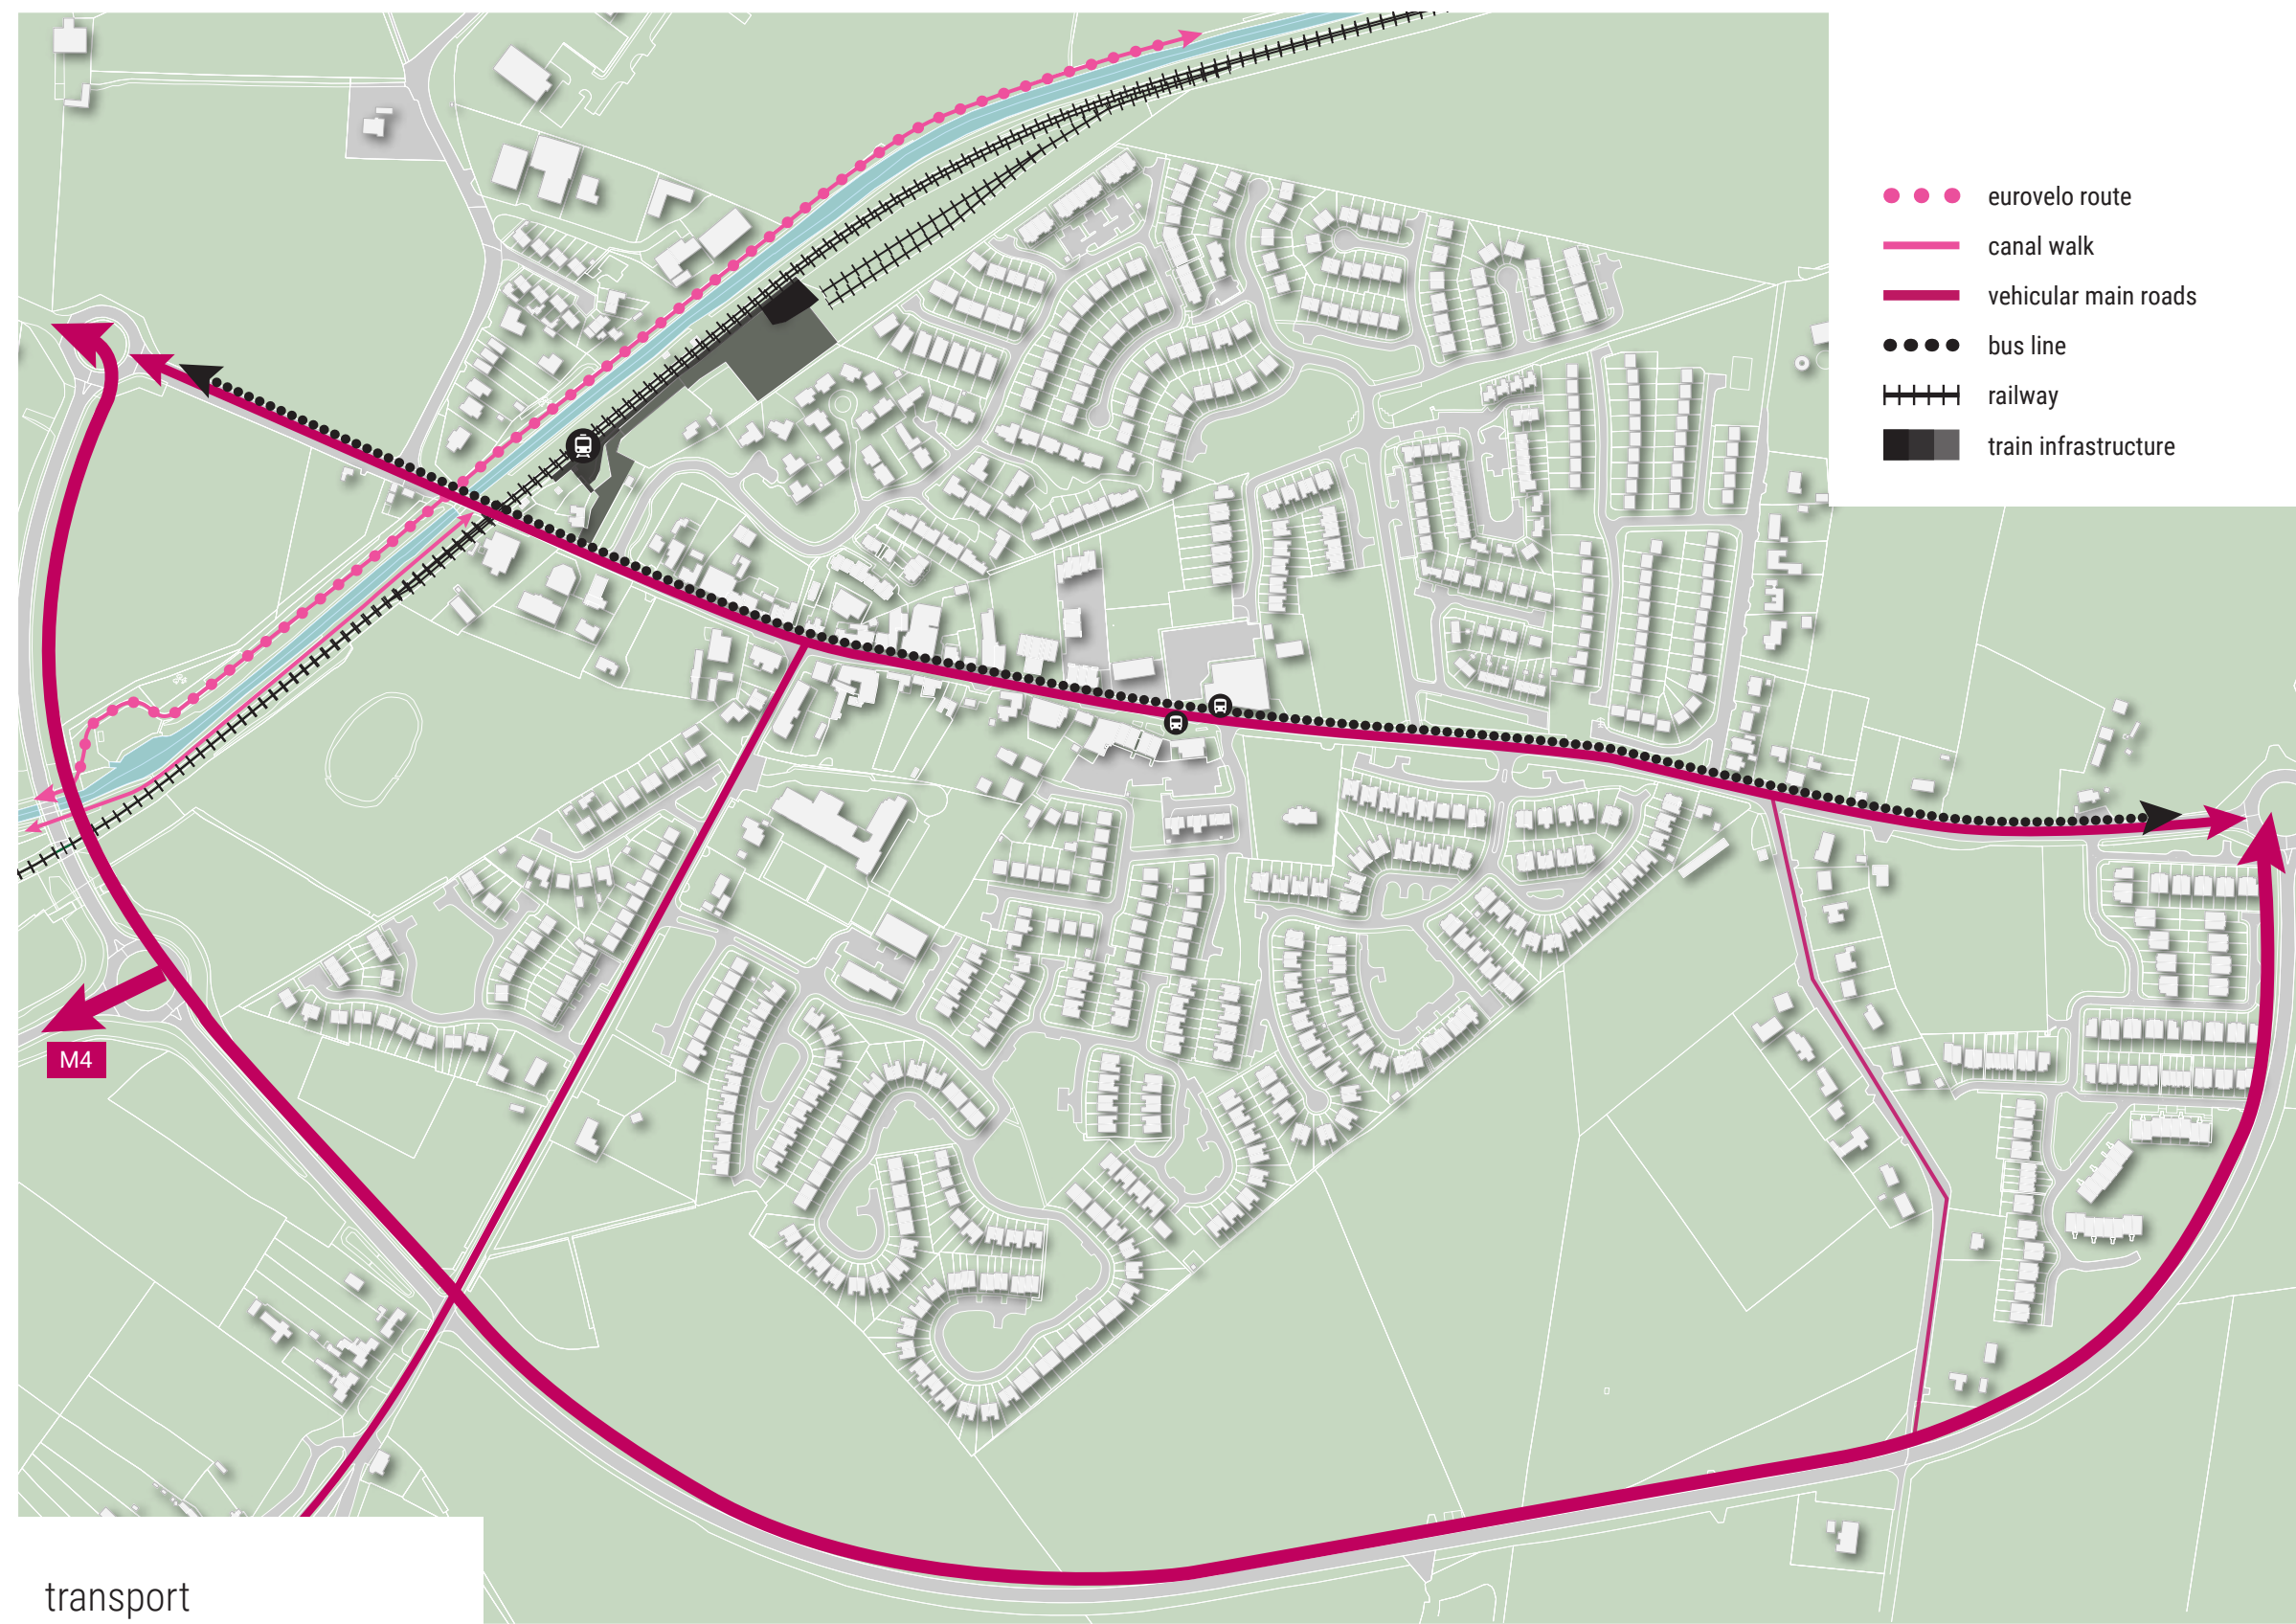 eurovelo route
canal walk
vehicular main roads
bus line
railway
train infrastructure
M4
transport